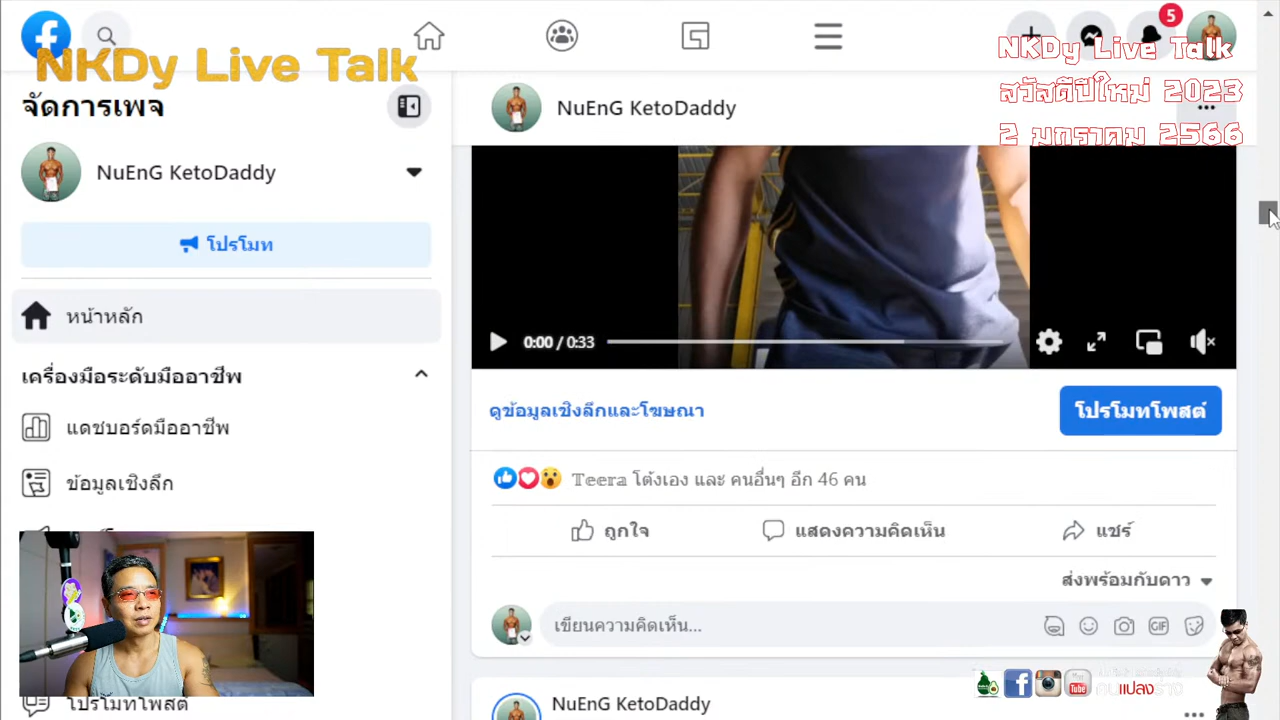 NKDy Live Talk
NKDy Live Talk
สวัสดีปีใหม่ 2023
2 มกราคม 2566
5
จัดการเพจ
NuEnG KetoDaddy
โปรโมท
หน้าหลัก
เครื่องมือระดับมืออาชีพ
แดชบอร์ดมืออาชีพ
ข้อมูลเชิงลึก
โปรโมทโพสต์
NuEnG KetoDaddy
0:00 / 0:33
ดูข้อมูลเชิงลึกและโฆษณา
โปรโมทโพสต์
Teera โต้งเอง และ คนอื่นๆ อีก 46 คน
ถูกใจ
แสดงความคิดเห็น
แชร์
ส่งพร้อมกับดาว
เขียนความคิดเห็น...
GIF
NuEnG KetoDaddy
You Tube
คนแปลงร่าง